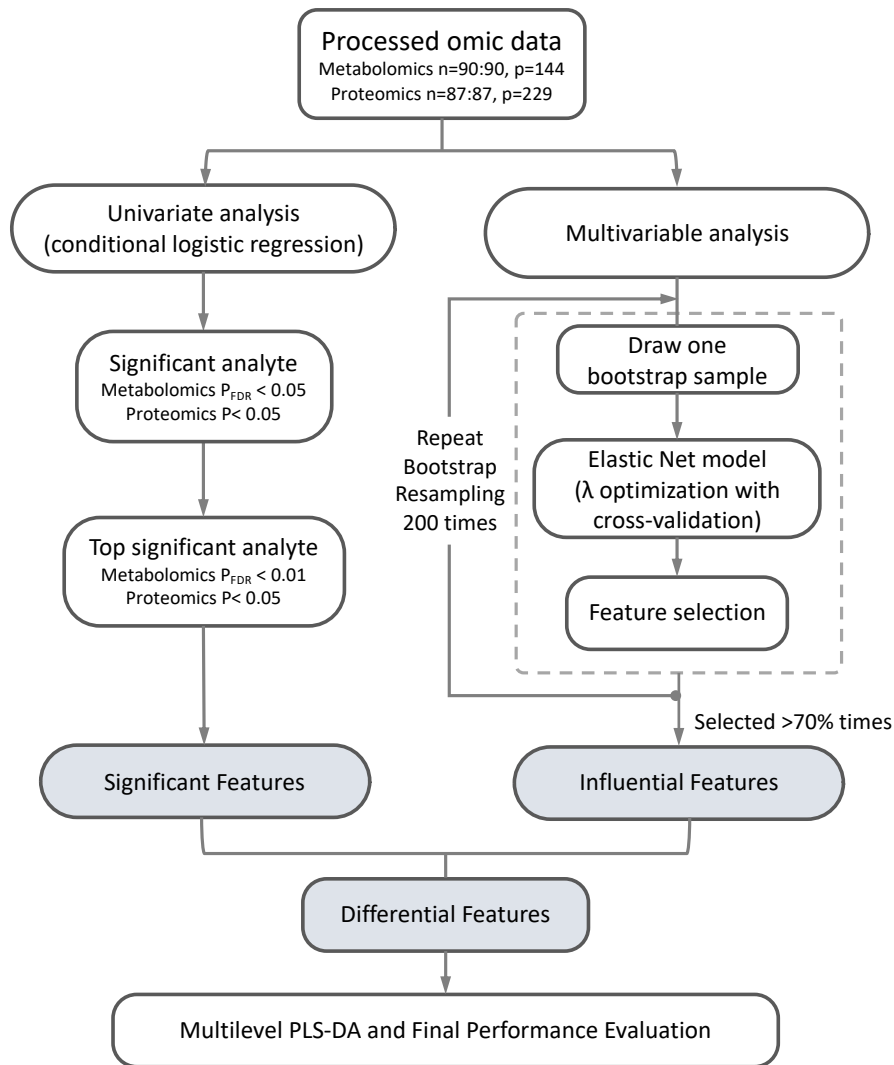 Processed omic data
Metabolomics n=90:90, p=144
Proteomics n=87:87, p=229
Univariate analysis
(conditional logistic regression)
Significant analyte
Metabolomics P_FDR < 0.05
Proteomics P< 0.05
Top significant analyte
Metabolomics P_FDR < 0.01
Proteomics P< 0.05
Significant Features
Multivariable analysis
Draw one
bootstrap sample
Elastic Net model
(λ optimization with
cross-validation)
Feature selection
Repeat
Bootstrap
Resampling
200 times
Selected >70% times
Influential Features
Differential Features
Multilevel PLS-DA and Final Performance Evaluation